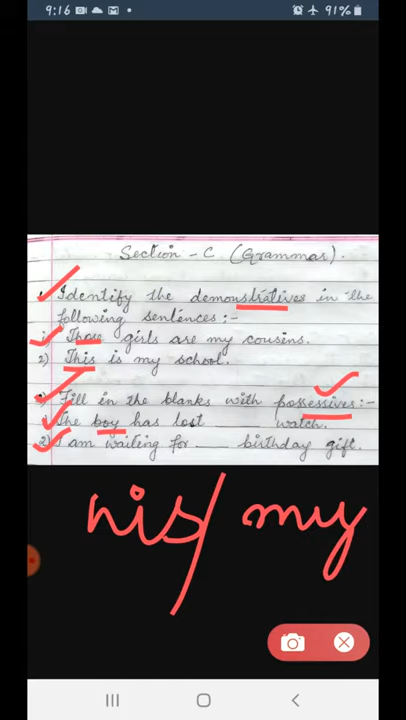 9:16
91%
Section - C (Grammar).
Identify the demonstratives in the
following sentences :-
1) Those girls are my cousins.
2) This is my school.
Fill in the blanks with possessives:-
The boy has lost ____ watch.
2) I am waiting for ____ birthday gift.
his/my